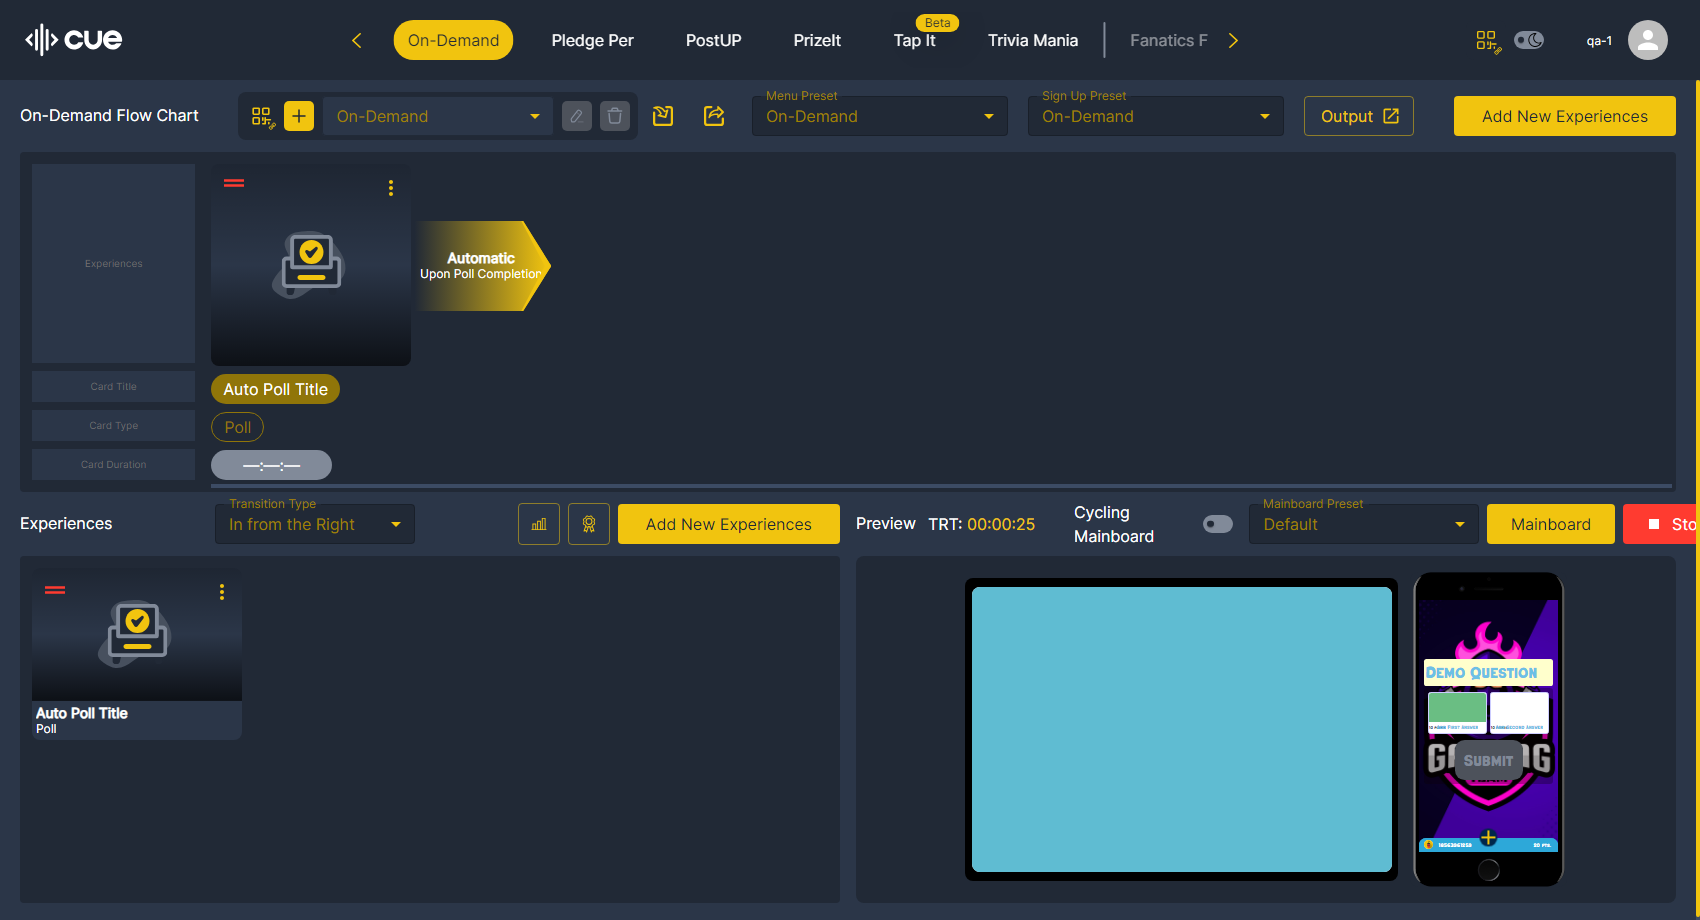 cue
On-Demand
Pledge Per
PostUP
PrizeIt
Beta
Tap It
Trivia Mania
Fanatics F
qa-1
On-Demand Flow Chart
On-Demand
Menu Preset
On-Demand
Sign Up Preset
On-Demand
Output
Add New Experiences
Experiences
Automatic
Upon Poll Completion
Card Title
Auto Poll Title
Card Type
Poll
Card Duration
—:—:—
Experiences
Transition Type
In from the Right
Add New Experiences
Preview
TRT: 00:00:25
Cycling
Mainboard
Mainboard Preset
Default
Mainboard
Sto
Auto Poll Title
Poll
Demo Question
First Answer
Second Answer
Submit